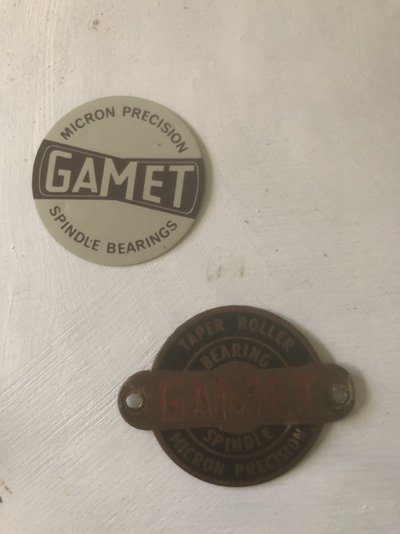 MICRON PRECISION
GAMET
SPINDLE BEARINGS
TAPER ROLLER
BEARING
GAMET
SPINDLE
MICRON PRECISION